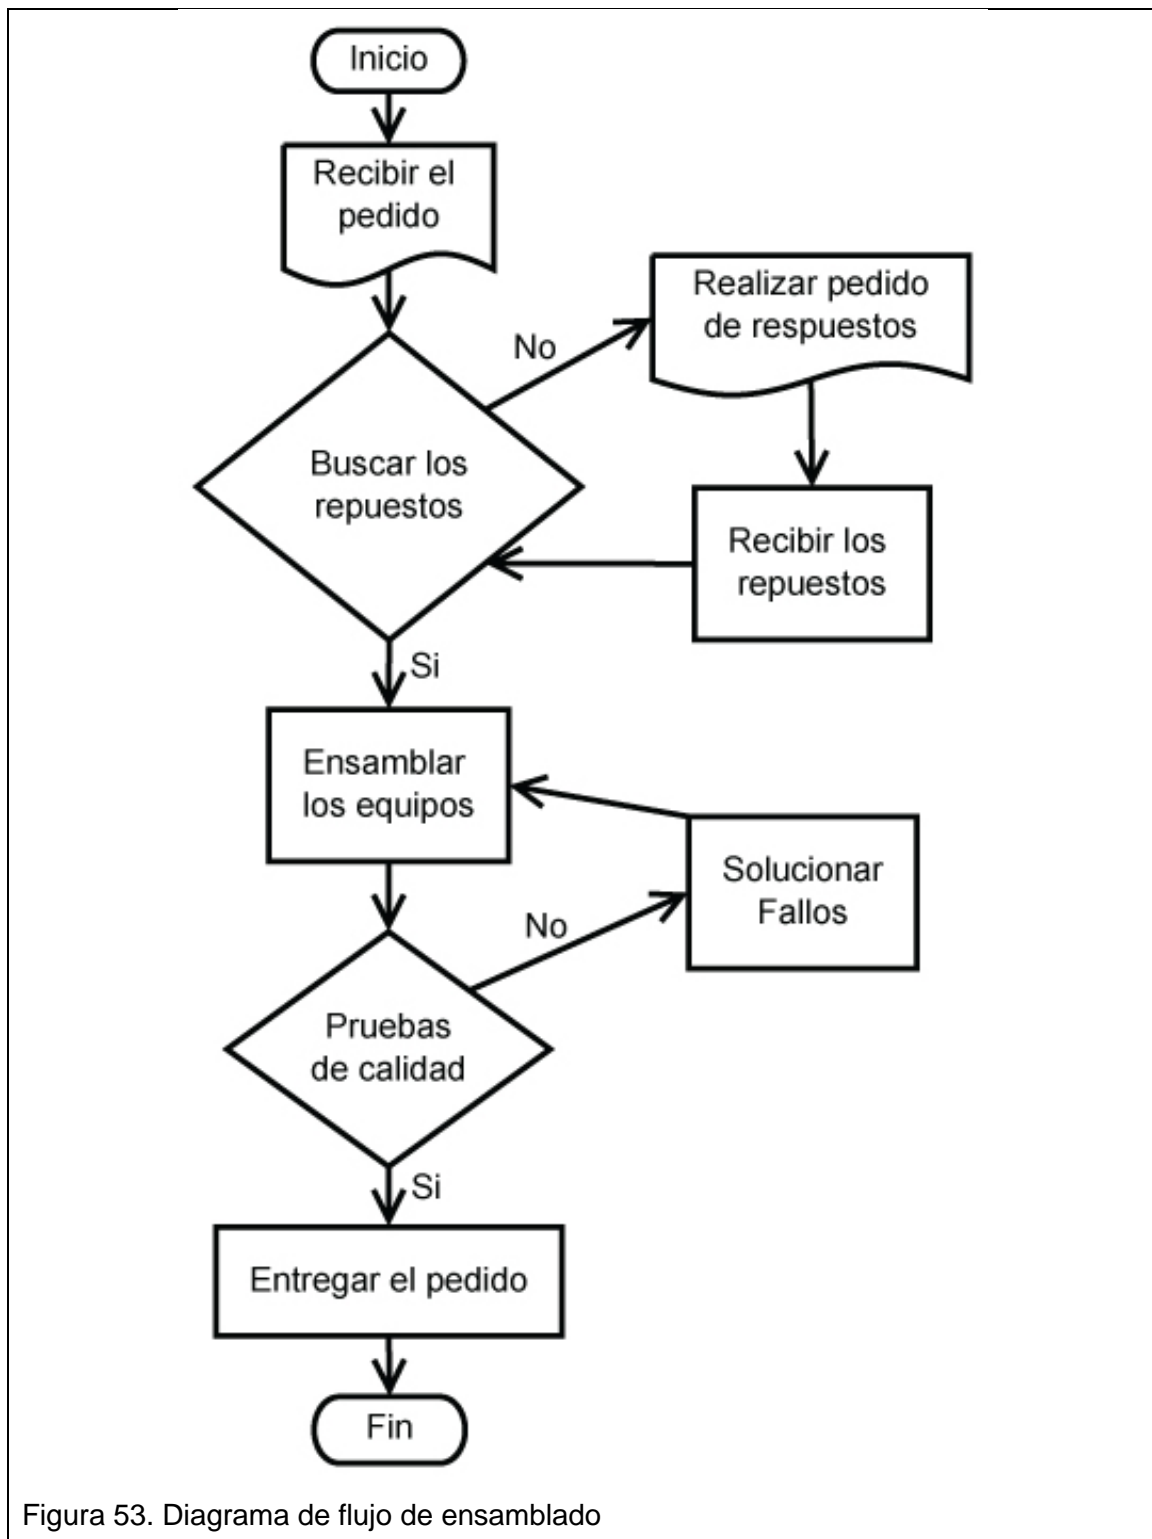 Inicio
Recibir el
pedido
Realizar pedido
de respuestos
No
Buscar los
repuestos
Recibir los
repuestos
Si
Ensamblar
los equipos
Solucionar
Fallos
No
Pruebas
de calidad
Si
Entregar el pedido
Fin
Figura 53. Diagrama de flujo de ensamblado